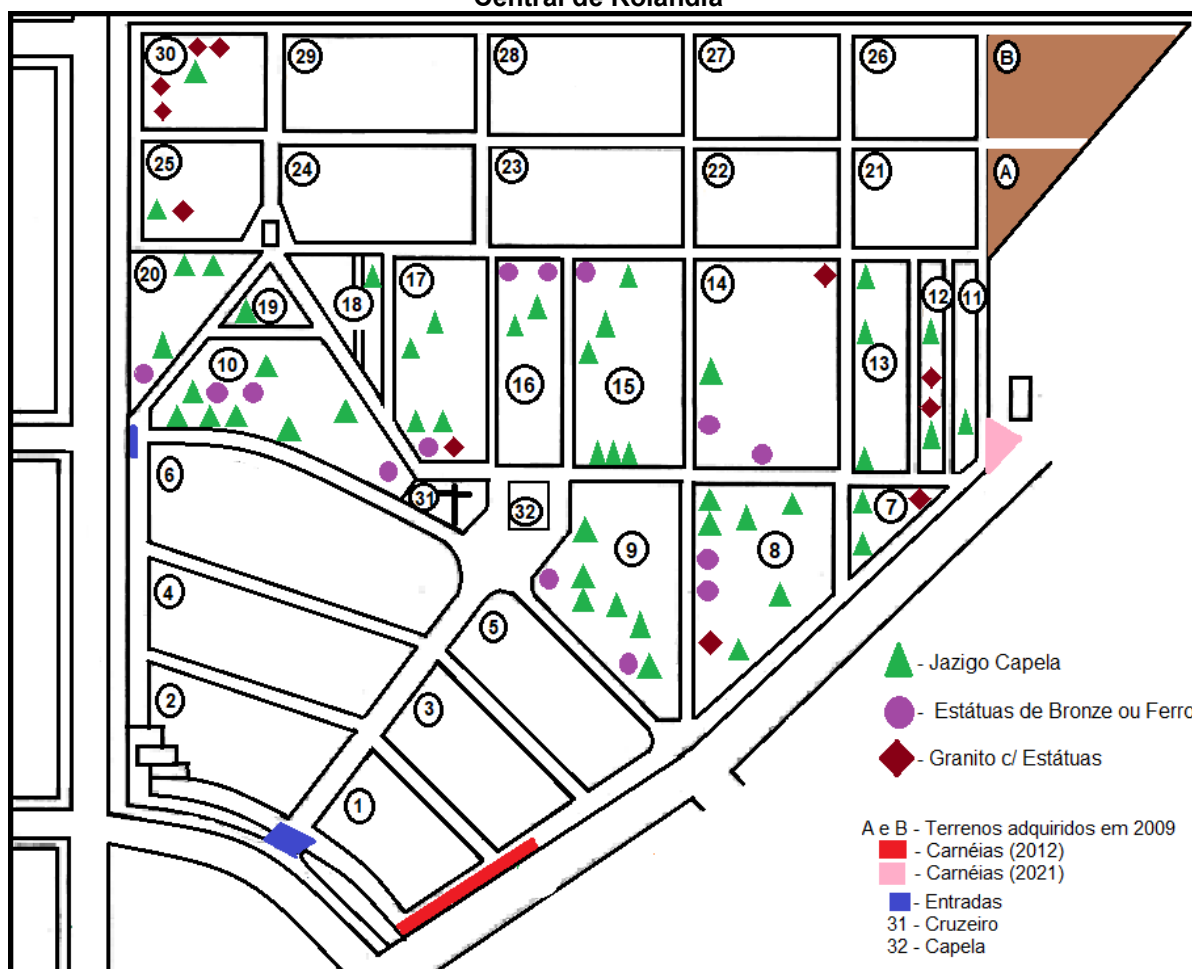 Central de Rolândia
30
29
28
27
26
B
25
24
23
22
21
A
20
19
18
17
16
15
14
13
12
11
10
6
31
32
9
8
7
4
5
2
3
1
- Jazigo Capela
- Estátuas de Bronze ou Ferro
- Granito c/ Estátuas
A e B - Terrenos adquiridos em 2009
- Carnéias (2012)
- Carnéias (2021)
- Entradas
31 - Cruzeiro
32 - Capela